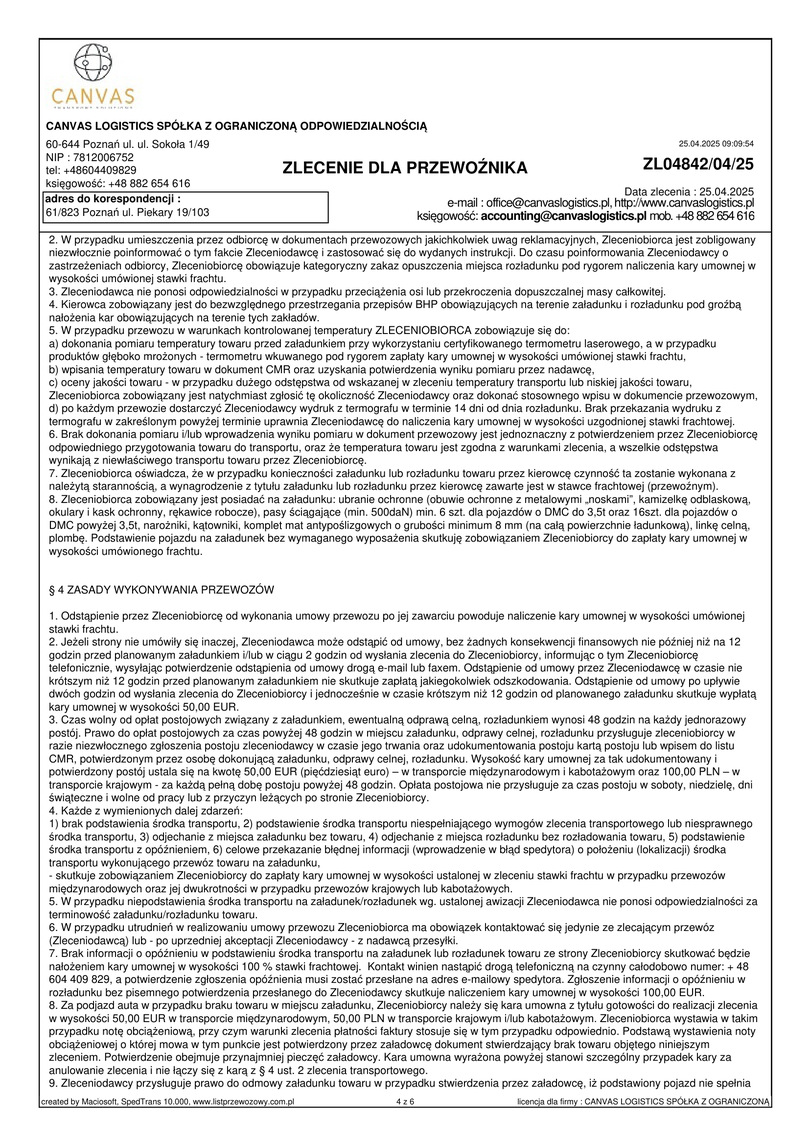 CANVAS
TRANSPORT SOLUTIONS
CANVAS LOGISTICS SPÓŁKA Z OGRANICZONĄ ODPOWIEDZIALNOŚCIĄ
60-644 Poznań ul. ul. Sokoła 1/49
NIP : 7812006752
tel: +48604409829
księgowość: +48 882 654 616
adres do korespondencji :
61/823 Poznań ul. Piekary 19/103
ZLECENIE DLA PRZEWOŹNIKA
25.04.2025 09:09:54
ZL04842/04/25
Data zlecenia : 25.04.2025
e-mail : office@canvaslogistics.pl, http://www.canvaslogistics.pl
księgowość: accounting@canvaslogistics.pl mob. +48 882 654 616
2. W przypadku umieszczenia przez odbiorcę w dokumentach przewozowych jakichkolwiek uwag reklamacyjnych, Zleceniobiorca jest zobligowany
niezwłocznie poinformować o tym fakcie Zleceniodawcę i zastosować się do wydanych instrukcji. Do czasu poinformowania Zleceniodawcy o
zastrzeżeniach odbiorcy, Zleceniobiorcę obowiązuje kategoryczny zakaz opuszczenia miejsca rozładunku pod rygorem naliczenia kary umownej w
wysokości umówionej stawki frachtu.
3. Zleceniodawca nie ponosi odpowiedzialności w przypadku przeciążenia osi lub przekroczenia dopuszczalnej masy całkowitej.
4. Kierowca zobowiązany jest do bezwzględnego przestrzegania przepisów BHP obowiązujących na terenie załadunku i rozładunku pod groźbą
nałożenia kar obowiązujących na terenie tych zakładów.
5. W przypadku przewozu w warunkach kontrolowanej temperatury ZLECENIOBIORCA zobowiązuje się do:
a) dokonania pomiaru temperatury towaru przed załadunkiem przy wykorzystaniu certyfikowanego termometru laserowego, a w przypadku
produktów głęboko mrożonych - termometru wkuwanego pod rygorem zapłaty kary umownej w wysokości umówionej stawki frachtu,
b) wpisania temperatury towaru w dokument CMR oraz uzyskania potwierdzenia wyniku pomiaru przez nadawcę,
c) oceny jakości towaru - w przypadku dużego odstępstwa od wskazanej w zleceniu temperatury transportu lub niskiej jakości towaru,
Zleceniobiorca zobowiązany jest natychmiast zgłosić tę okoliczność Zleceniodawcy oraz dokonać stosownego wpisu w dokumencie przewozowym,
d) po każdym przewozie dostarczyć Zleceniodawcy wydruk z termografu w terminie 14 dni od dnia rozładunku. Brak przekazania wydruku z
termografu w zakreślonym powyżej terminie uprawnia Zleceniodawcę do naliczenia kary umownej w wysokości uzgodnionej stawki frachtowej.
6. Brak dokonania pomiaru i/lub wprowadzenia wyniku pomiaru w dokument przewozowy jest jednoznaczny z potwierdzeniem przez Zleceniobiorcę
odpowiedniego przygotowania towaru do transportu, oraz że temperatura towaru jest zgodna z warunkami zlecenia, a wszelkie odstępstwa
wynikają z niewłaściwego transportu towaru przez Zleceniobiorcę.
7. Zleceniobiorca oświadcza, że w przypadku konieczności załadunku lub rozładunku towaru przez kierowcę czynność ta zostanie wykonana z
należytą starannością, a wynagrodzenie z tytułu załadunku lub rozładunku przez kierowcę zawarte jest w stawce frachtowej (przewoźnym).
8. Zleceniobiorca zobowiązany jest posiadać na załadunku: ubranie ochronne (obuwie ochronne z metalowymi „noskami”, kamizelkę odblaskową,
okulary i kask ochronny, rękawice robocze), pasy ściągające (min. 500daN) min. 6 szt. dla pojazdów o DMC do 3,5t oraz 16szt. dla pojazdów o
DMC powyżej 3,5t, narożniki, kątowniki, komplet mat antypoślizgowych o grubości minimum 8 mm (na całą powierzchnie ładunkową), linkę celną,
plombę. Podstawienie pojazdu na załadunek bez wymaganego wyposażenia skutkuję zobowiązaniem Zleceniobiorcy do zapłaty kary umownej w
wysokości umówionego frachtu.
§ 4 ZASADY WYKONYWANIA PRZEWOZÓW
1. Odstąpienie przez Zleceniobiorcę od wykonania umowy przewozu po jej zawarciu powoduje naliczenie kary umownej w wysokości umówionej
stawki frachtu.
2. Jeżeli strony nie umówiły się inaczej, Zleceniodawca może odstąpić od umowy, bez żadnych konsekwencji finansowych nie później niż na 12
godzin przed planowanym załadunkiem i/lub w ciągu 2 godzin od wysłania zlecenia do Zleceniobiorcy, informując o tym Zleceniobiorcę
telefonicznie, wysyłając potwierdzenie odstąpienia od umowy drogą e-mail lub faxem. Odstąpienie od umowy przez Zleceniodawcę w czasie nie
krótszym niż 12 godzin przed planowanym załadunkiem nie skutkuje zapłatą jakiegokolwiek odszkodowania. Odstąpienie od umowy po upływie
dwóch godzin od wysłania zlecenia do Zleceniobiorcy i jednocześnie w czasie krótszym niż 12 godzin od planowanego załadunku skutkuje wypłatą
kary umownej w wysokości 50,00 EUR.
3. Czas wolny od opłat postojowych związany z załadunkiem, ewentualną odprawą celną, rozładunkiem wynosi 48 godzin na każdy jednorazowy
postój. Prawo do opłat postojowych za czas powyżej 48 godzin w miejscu załadunku, odprawy celnej, rozładunku przysługuje zleceniobiorcy w
razie niezwłocznego zgłoszenia postoju zleceniodawcy w czasie jego trwania oraz udokumentowania postoju kartą postoju lub wpisem do listu
CMR, potwierdzonym przez osobę dokonującą załadunku, odprawy celnej, rozładunku. Wysokość kary umownej za tak udokumentowany i
potwierdzony postój ustala się na kwotę 50,00 EUR (pięćdziesiąt euro) – w transporcie międzynarodowym i kabotażowym oraz 100,00 PLN – w
transporcie krajowym - za każdą pełną dobę postoju powyżej 48 godzin. Opłata postojowa nie przysługuje za czas postoju w soboty, niedzielę, dni
świąteczne i wolne od pracy lub z przyczyn leżących po stronie Zleceniobiorcy.
4. Każde z wymienionych dalej zdarzeń:
1) brak podstawienia środka transportu, 2) podstawienie środka transportu niespełniającego wymogów zlecenia transportowego lub niesprawnego
środka transportu, 3) odjechanie z miejsca załadunku bez towaru, 4) odjechanie z miejsca rozładunku bez rozładowania towaru, 5) podstawienie
środka transportu z opóźnieniem, 6) celowe przekazanie błędnej informacji (wprowadzenie w błąd spedytora) o położeniu (lokalizacji) środka
transportu wykonującego przewóz towaru na załadunku,
- skutkuje zobowiązaniem Zleceniobiorcy do zapłaty kary umownej w wysokości ustalonej w zleceniu stawki frachtu w przypadku przewozów
międzynarodowych oraz jej dwukrotności w przypadku przewozów krajowych lub kabotażowych.
5. W przypadku niepodstawienia środka transportu na załadunek/rozładunek wg. ustalonej awizacji Zleceniodawca nie ponosi odpowiedzialności za
terminowość załadunku/rozładunku towaru.
6. W przypadku utrudnień w realizowaniu umowy przewozu Zleceniobiorca ma obowiązek kontaktować się jedynie ze zlecającym przewóz
(Zleceniodawcą) lub - po uprzedniej akceptacji Zleceniodawcy - z nadawcą przesyłki.
7. Brak informacji o opóźnieniu w podstawieniu środka transportu na załadunek lub rozładunek towaru ze strony Zleceniobiorcy skutkować będzie
nałożeniem kary umownej w wysokości 100 % stawki frachtowej.  Kontakt winien nastąpić drogą telefoniczną na czynny całodobowo numer: + 48
604 409 829, a potwierdzenie zgłoszenia opóźnienia musi zostać przesłane na adres e-mailowy spedytora. Zgłoszenie informacji o opóźnieniu w
rozładunku bez pisemnego potwierdzenia przesłanego do Zleceniodawcy skutkuje naliczeniem kary umownej w wysokości 100,00 EUR.
8. Za podjazd auta w przypadku braku towaru w miejscu załadunku, Zleceniobiorcy należy się kara umowna z tytułu gotowości do realizacji zlecenia
w wysokości 50,00 EUR w transporcie międzynarodowym, 50,00 PLN w transporcie krajowym i/lub kabotażowym. Zleceniobiorca wystawia w takim
przypadku notę obciążeniową, przy czym warunki zlecenia płatności faktury stosuje się w tym przypadku odpowiednio. Podstawą wystawienia noty
obciążeniowej o której mowa w tym punkcie jest potwierdzony przez załadowcę dokument stwierdzający brak towaru objętego niniejszym
zleceniem. Potwierdzenie obejmuje przynajmniej pieczęć załadowcy. Kara umowna wyrażona powyżej stanowi szczególny przypadek kary za
anulowanie zlecenia i nie łączy się z karą z § 4 ust. 2 zlecenia transportowego.
9. Zleceniodawcy przysługuje prawo do odmowy załadunku towaru w przypadku stwierdzenia przez załadowcę, iż podstawiony pojazd nie spełnia
created by Maciosoft, SpedTrans 10.000, www.listprzewozowy.com.pl
4 z 6
licencja dla firmy : CANVAS LOGISTICS SPÓŁKA Z OGRANICZONĄ